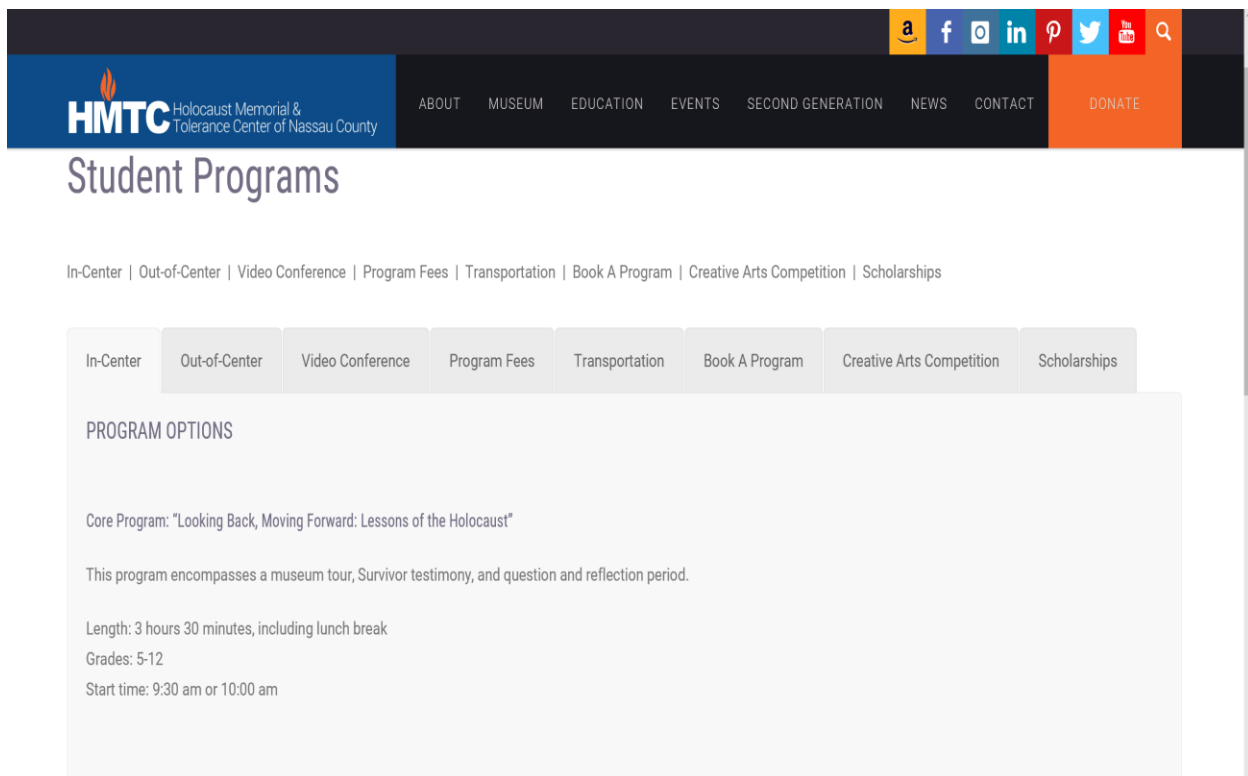 a f in You Tube
HMTC Holocaust Memorial &
Tolerance Center of Nassau County
ABOUT MUSEUM EDUCATION EVENTS SECOND GENERATION NEWS CONTACT DONATE
Student Programs
In-Center | Out-of-Center | Video Conference | Program Fees | Transportation | Book A Program | Creative Arts Competition | Scholarships
In-Center Out-of-Center Video Conference Program Fees Transportation Book A Program Creative Arts Competition Scholarships
PROGRAM OPTIONS
Core Program: “Looking Back, Moving Forward: Lessons of the Holocaust”
This program encompasses a museum tour, Survivor testimony, and question and reflection period.
Length: 3 hours 30 minutes, including lunch break
Grades: 5-12
Start time: 9:30 am or 10:00 am